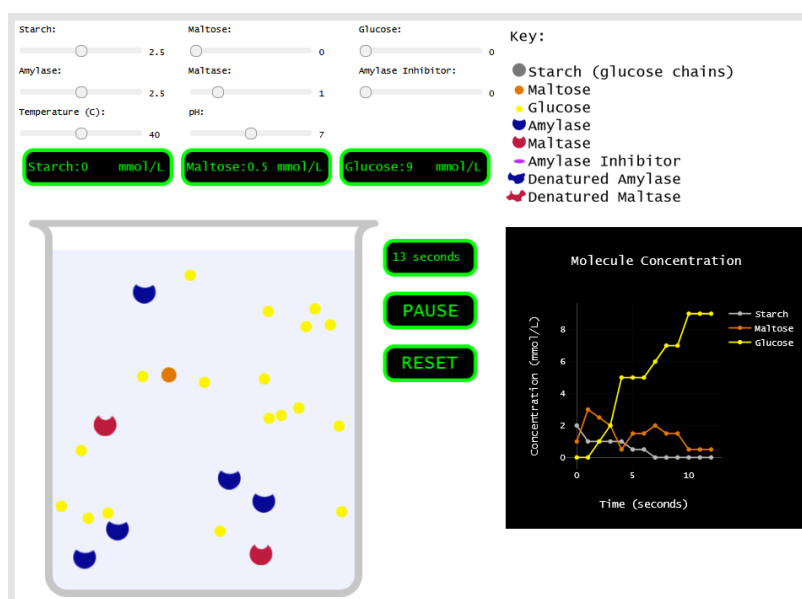 Starch:
2.5
Maltose:
0
Glucose:
0
Amylase:
2.5
Maltase:
1
Amylase Inhibitor:
0
Temperature (C):
40
pH:
7
Starch:0 mmol/L
Maltose:0.5 mmol/L
Glucose:9 mmol/L
Key:
Starch (glucose chains)
Maltose
Glucose
Amylase
Maltase
Amylase Inhibitor
Denatured Amylase
Denatured Maltase
13 seconds
PAUSE
RESET
Molecule Concentration
Concentration (mmol/L)
8
6
4
2
0
0
5
10
Time (seconds)
Starch
Maltose
Glucose